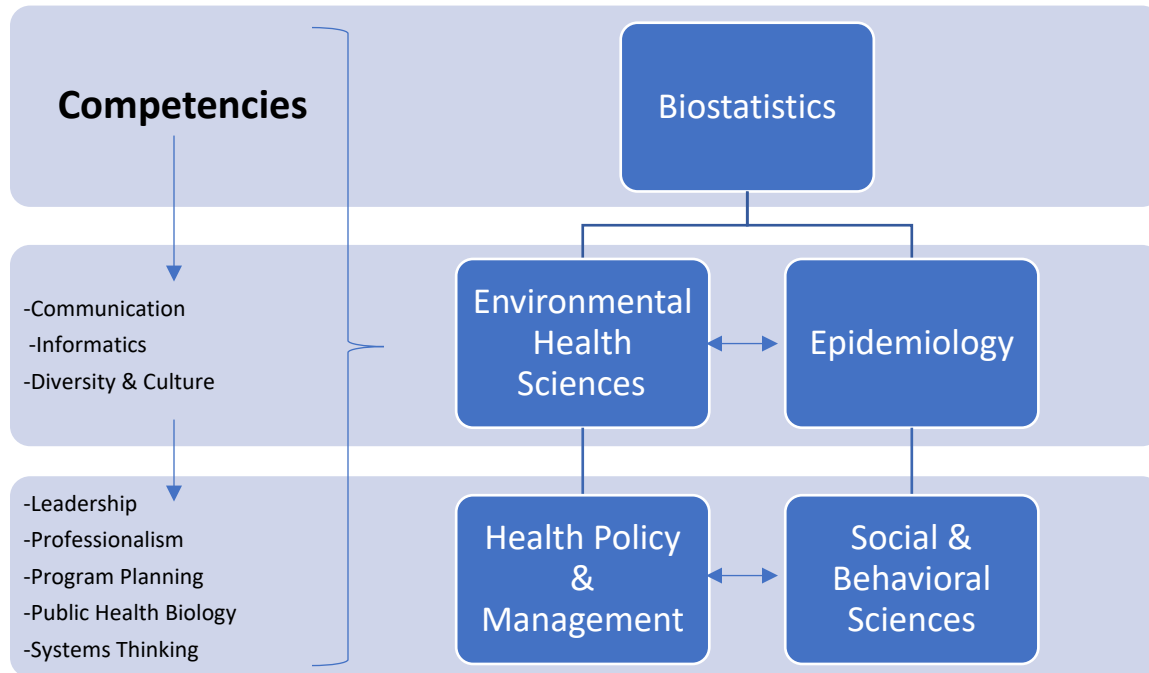 Competencies
Biostatistics
-Communication
-Informatics
-Diversity & Culture
Environmental
Health
Sciences
Epidemiology
-Leadership
-Professionalism
-Program Planning
-Public Health Biology
-Systems Thinking
Health Policy
&
Management
Social &
Behavioral
Sciences